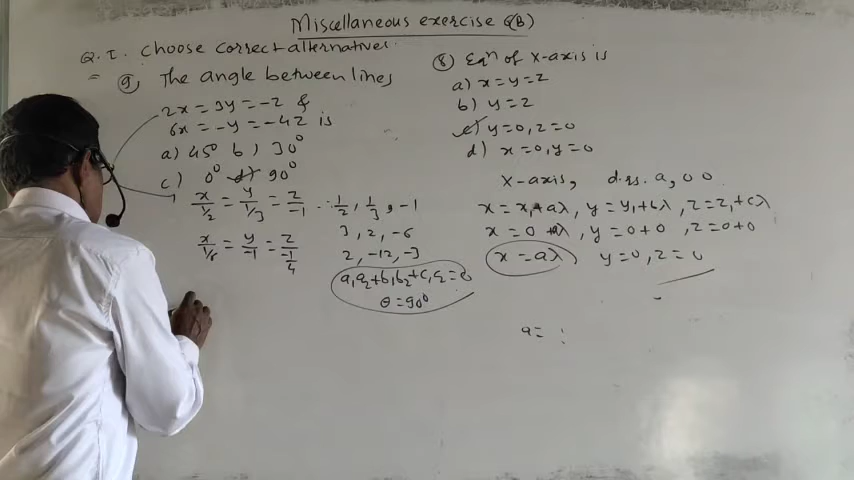 Miscellaneous exercise 6(B)
Q.I. Choose correct alternatives.
9) The angle between lines
2x = 3y = -z &
6x = -y = -4z is
a) 45° b) 30°
c) 0° d) 90°
x/1/2 = y/1/3 = z/-1 ∴ 1/2, 1/3, -1
3, 2, -6
x/1/6 = y/-1 = z/-1/4
2, -12, -3
a1a2+b1b2+c1c2=0
θ=90°
8) Eqn of X-axis is
a) x=y=z
b) y=z
c) y=0, z=0
d) x=0, y=0
X-axis, d.rs. a, 0 0
x = x1+aλ, y = y1+bλ, z = z1+cλ
x = 0+aλ, y = 0+0, z = 0+0
x = aλ, y=0, z=0
a= :